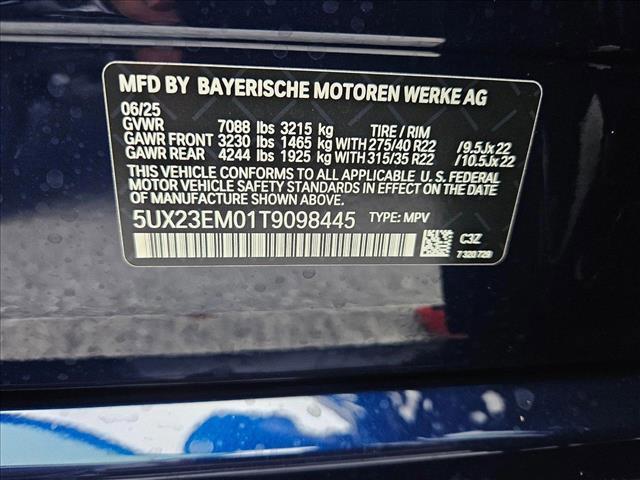 MFD BY BAYERISCHE MOTOREN WERKE AG
06/25
GVWR 7088 lbs 3215 kg TIRE / RIM
GAWR FRONT 3230 lbs 1465 kg WITH 275/40 R22 /9.5Jx22
GAWR REAR 4244 lbs 1925 kg WITH 315/35 R22 /10.5Jx22
THIS VEHICLE CONFORMS TO ALL APPLICABLE U.S. FEDERAL
MOTOR VEHICLE SAFETY STANDARDS IN EFFECT ON THE DATE
OF MANUFACTURE SHOWN ABOVE.
5UX23EM01T9098445 TYPE: MPV
C3Z
7 320 729